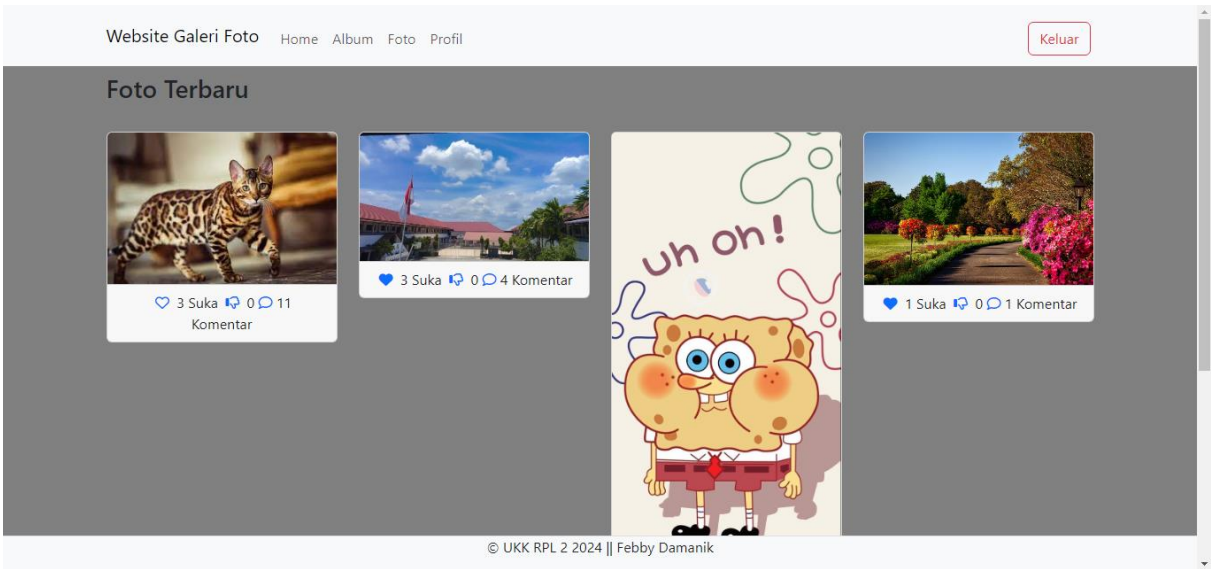 Website Galeri Foto Home Album Foto Profil Keluar
Foto Terbaru
3 Suka 0 11
Komentar
3 Suka 0 4 Komentar
uh oh!
1 Suka 0 1 Komentar
© UKK RPL 2 2024 || Febby Damanik